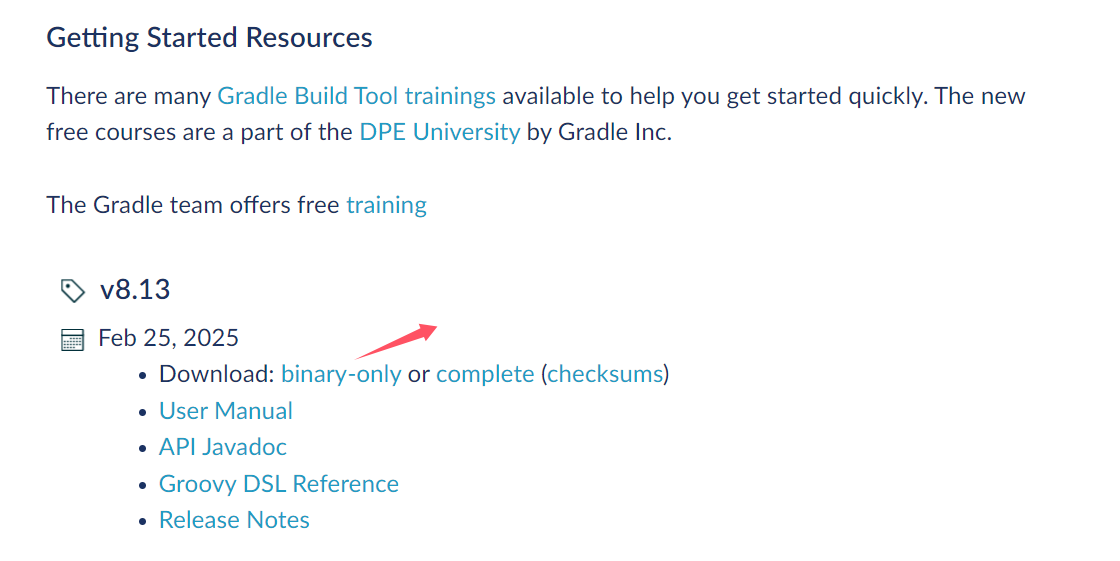 Getting Started Resources
There are many Gradle Build Tool trainings available to help you get started quickly. The new
free courses are a part of the DPE University by Gradle Inc.
The Gradle team offers free training
v8.13
Feb 25, 2025
• Download: binary-only or complete (checksums)
• User Manual
• API Javadoc
• Groovy DSL Reference
• Release Notes